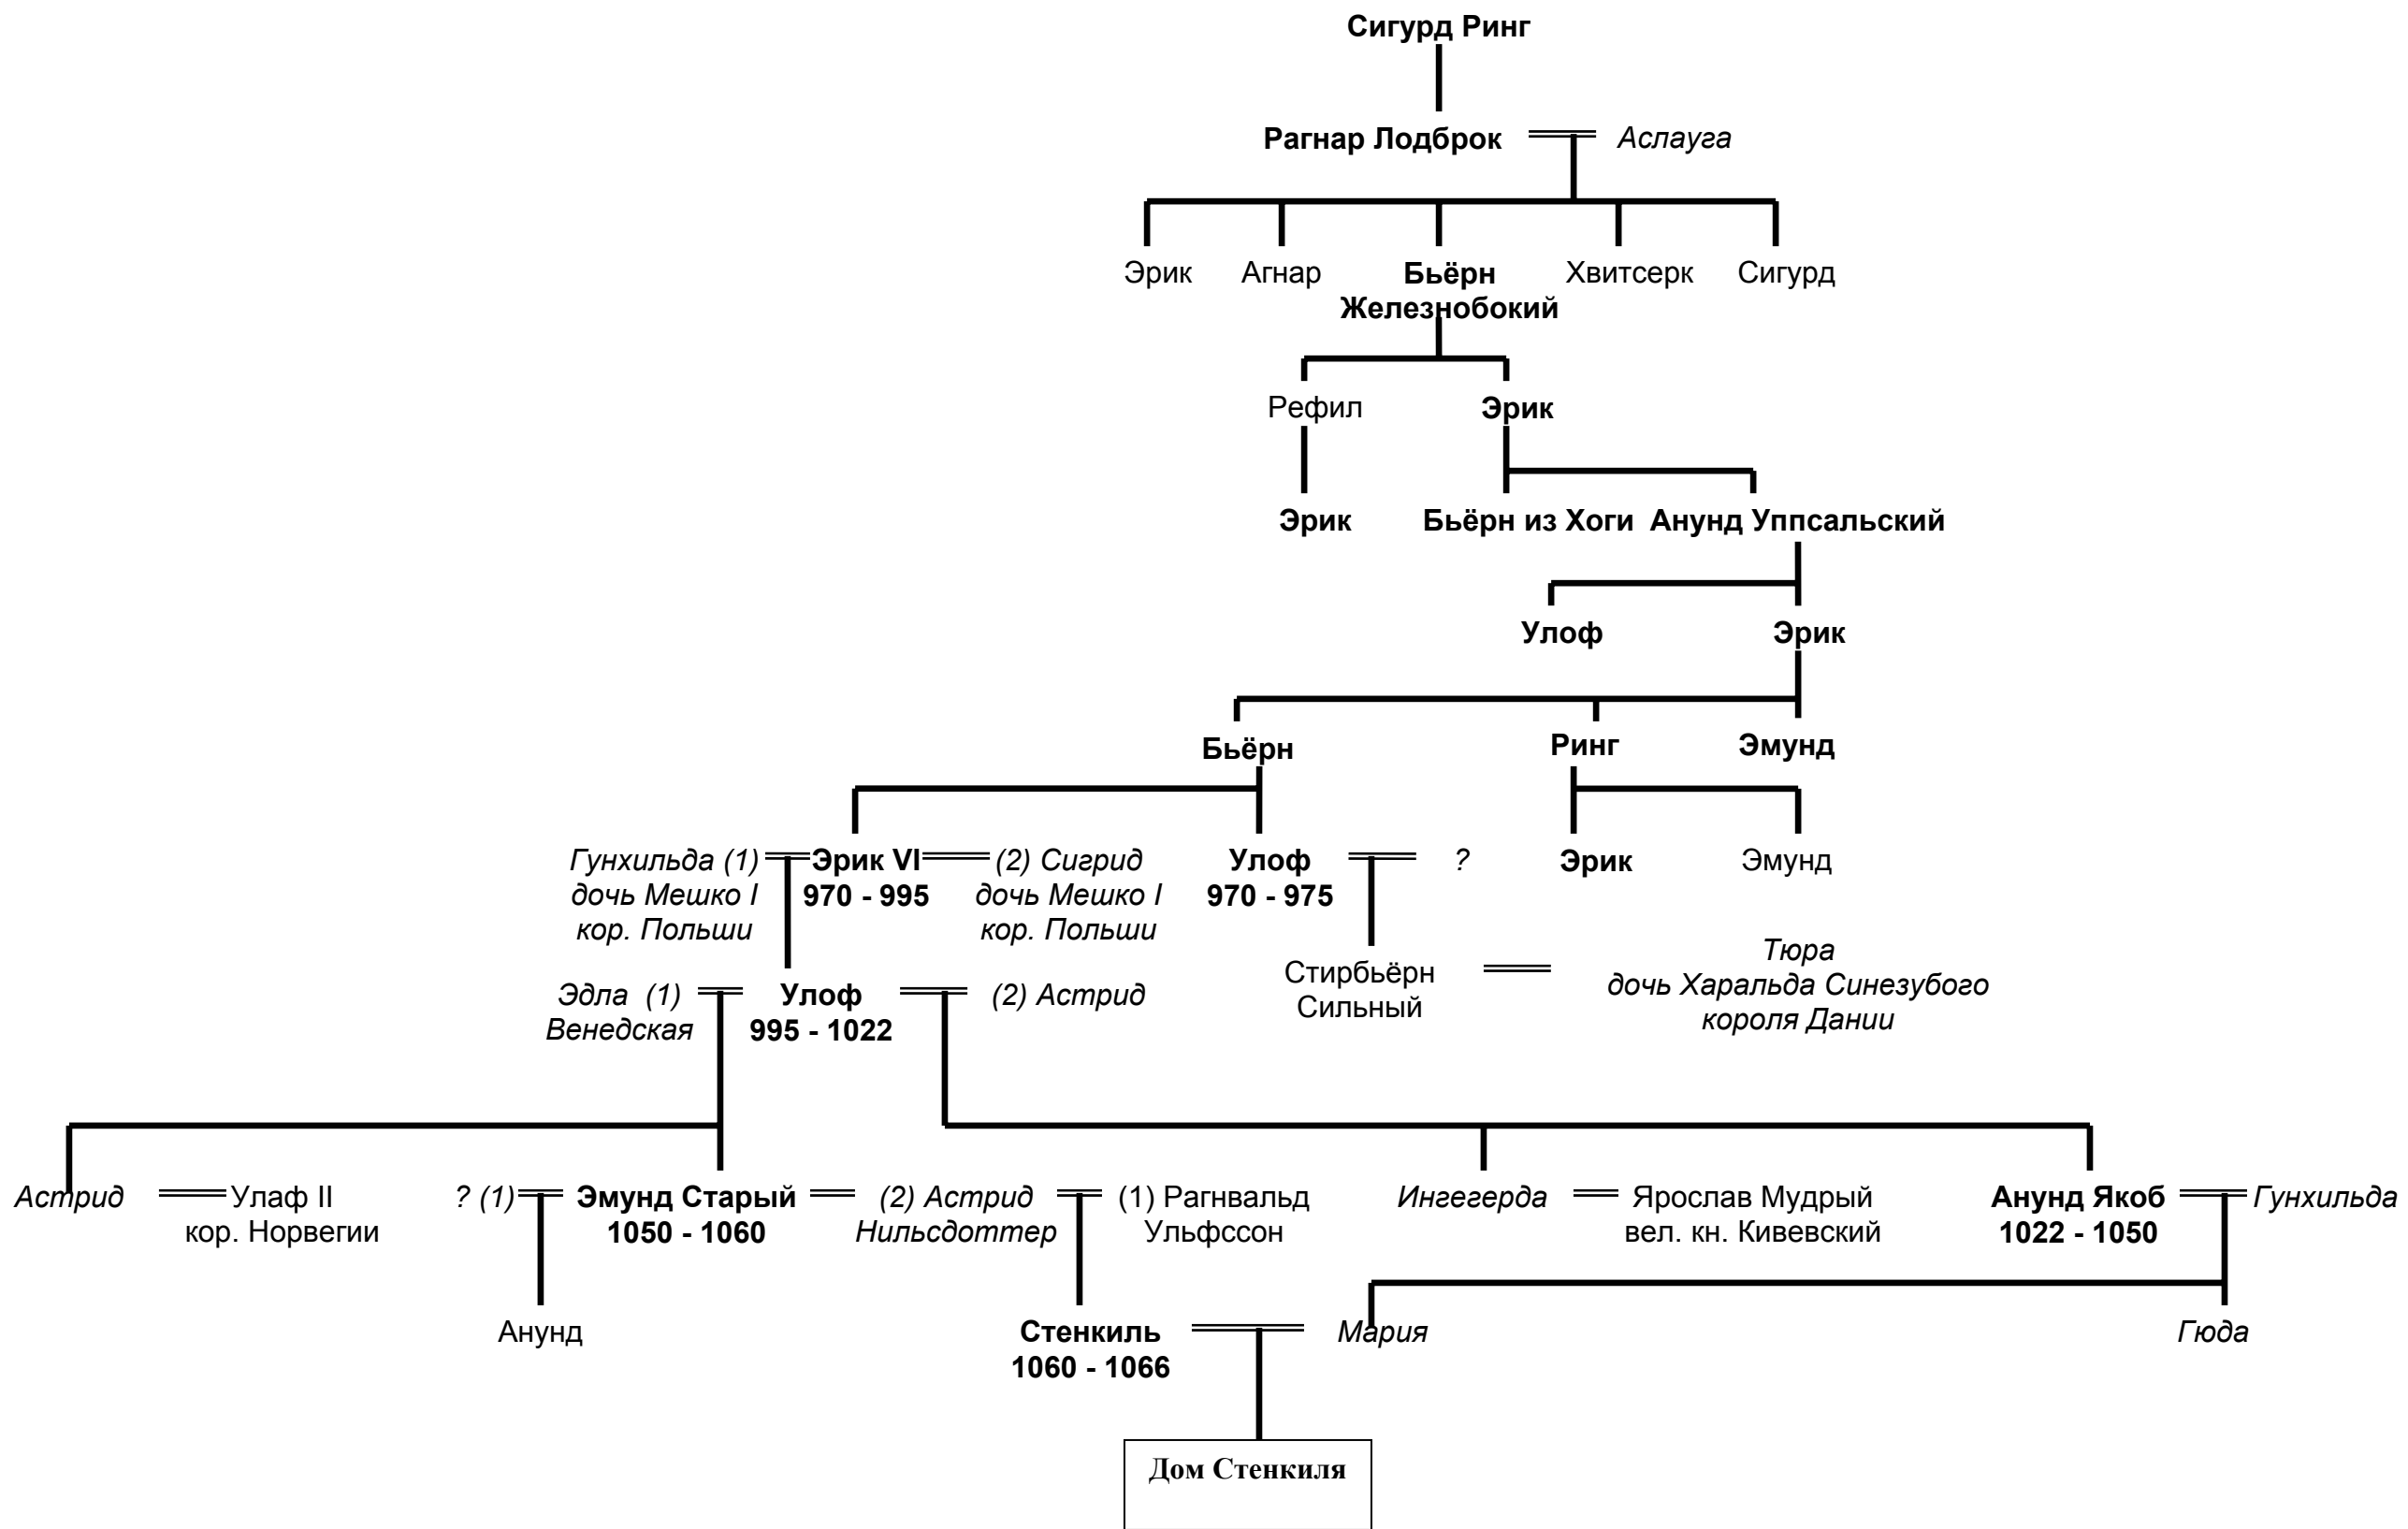 Сигурд Ринг
Рагнар Лодброк Аслауга
Эрик Агнар Бьёрн Хвитсерк Сигурд
Железнобокий
Рефил Эрик
Эрик Бьёрн из Хоги Анунд Уппсальский
Улоф Эрик
Бьёрн Ринг Эмунд
Гунхильда (1) Эрик VI (2) Сигрид Улоф ? Эрик Эмунд
дочь Мешко I 970 - 995 дочь Мешко I 970 - 975
кор. Польши кор. Польши
Тюра
Стирбьёрн дочь Харальда Синезубого
Сильный короля Дании
Эдла (1) Улоф (2) Астрид
Венедская 995 - 1022
Астрид Улаф II ? (1) Эмунд Старый (2) Астрид (1) Рагнвальд Ингегерда Ярослав Мудрый Анунд Якоб Гунхильда
кор. Норвегии 1050 - 1060 Нильсдоттер Ульфссон вел. кн. Кивевский 1022 - 1050
Анунд Стенкиль Мария Гюда
1060 - 1066
Дом Стенкиля